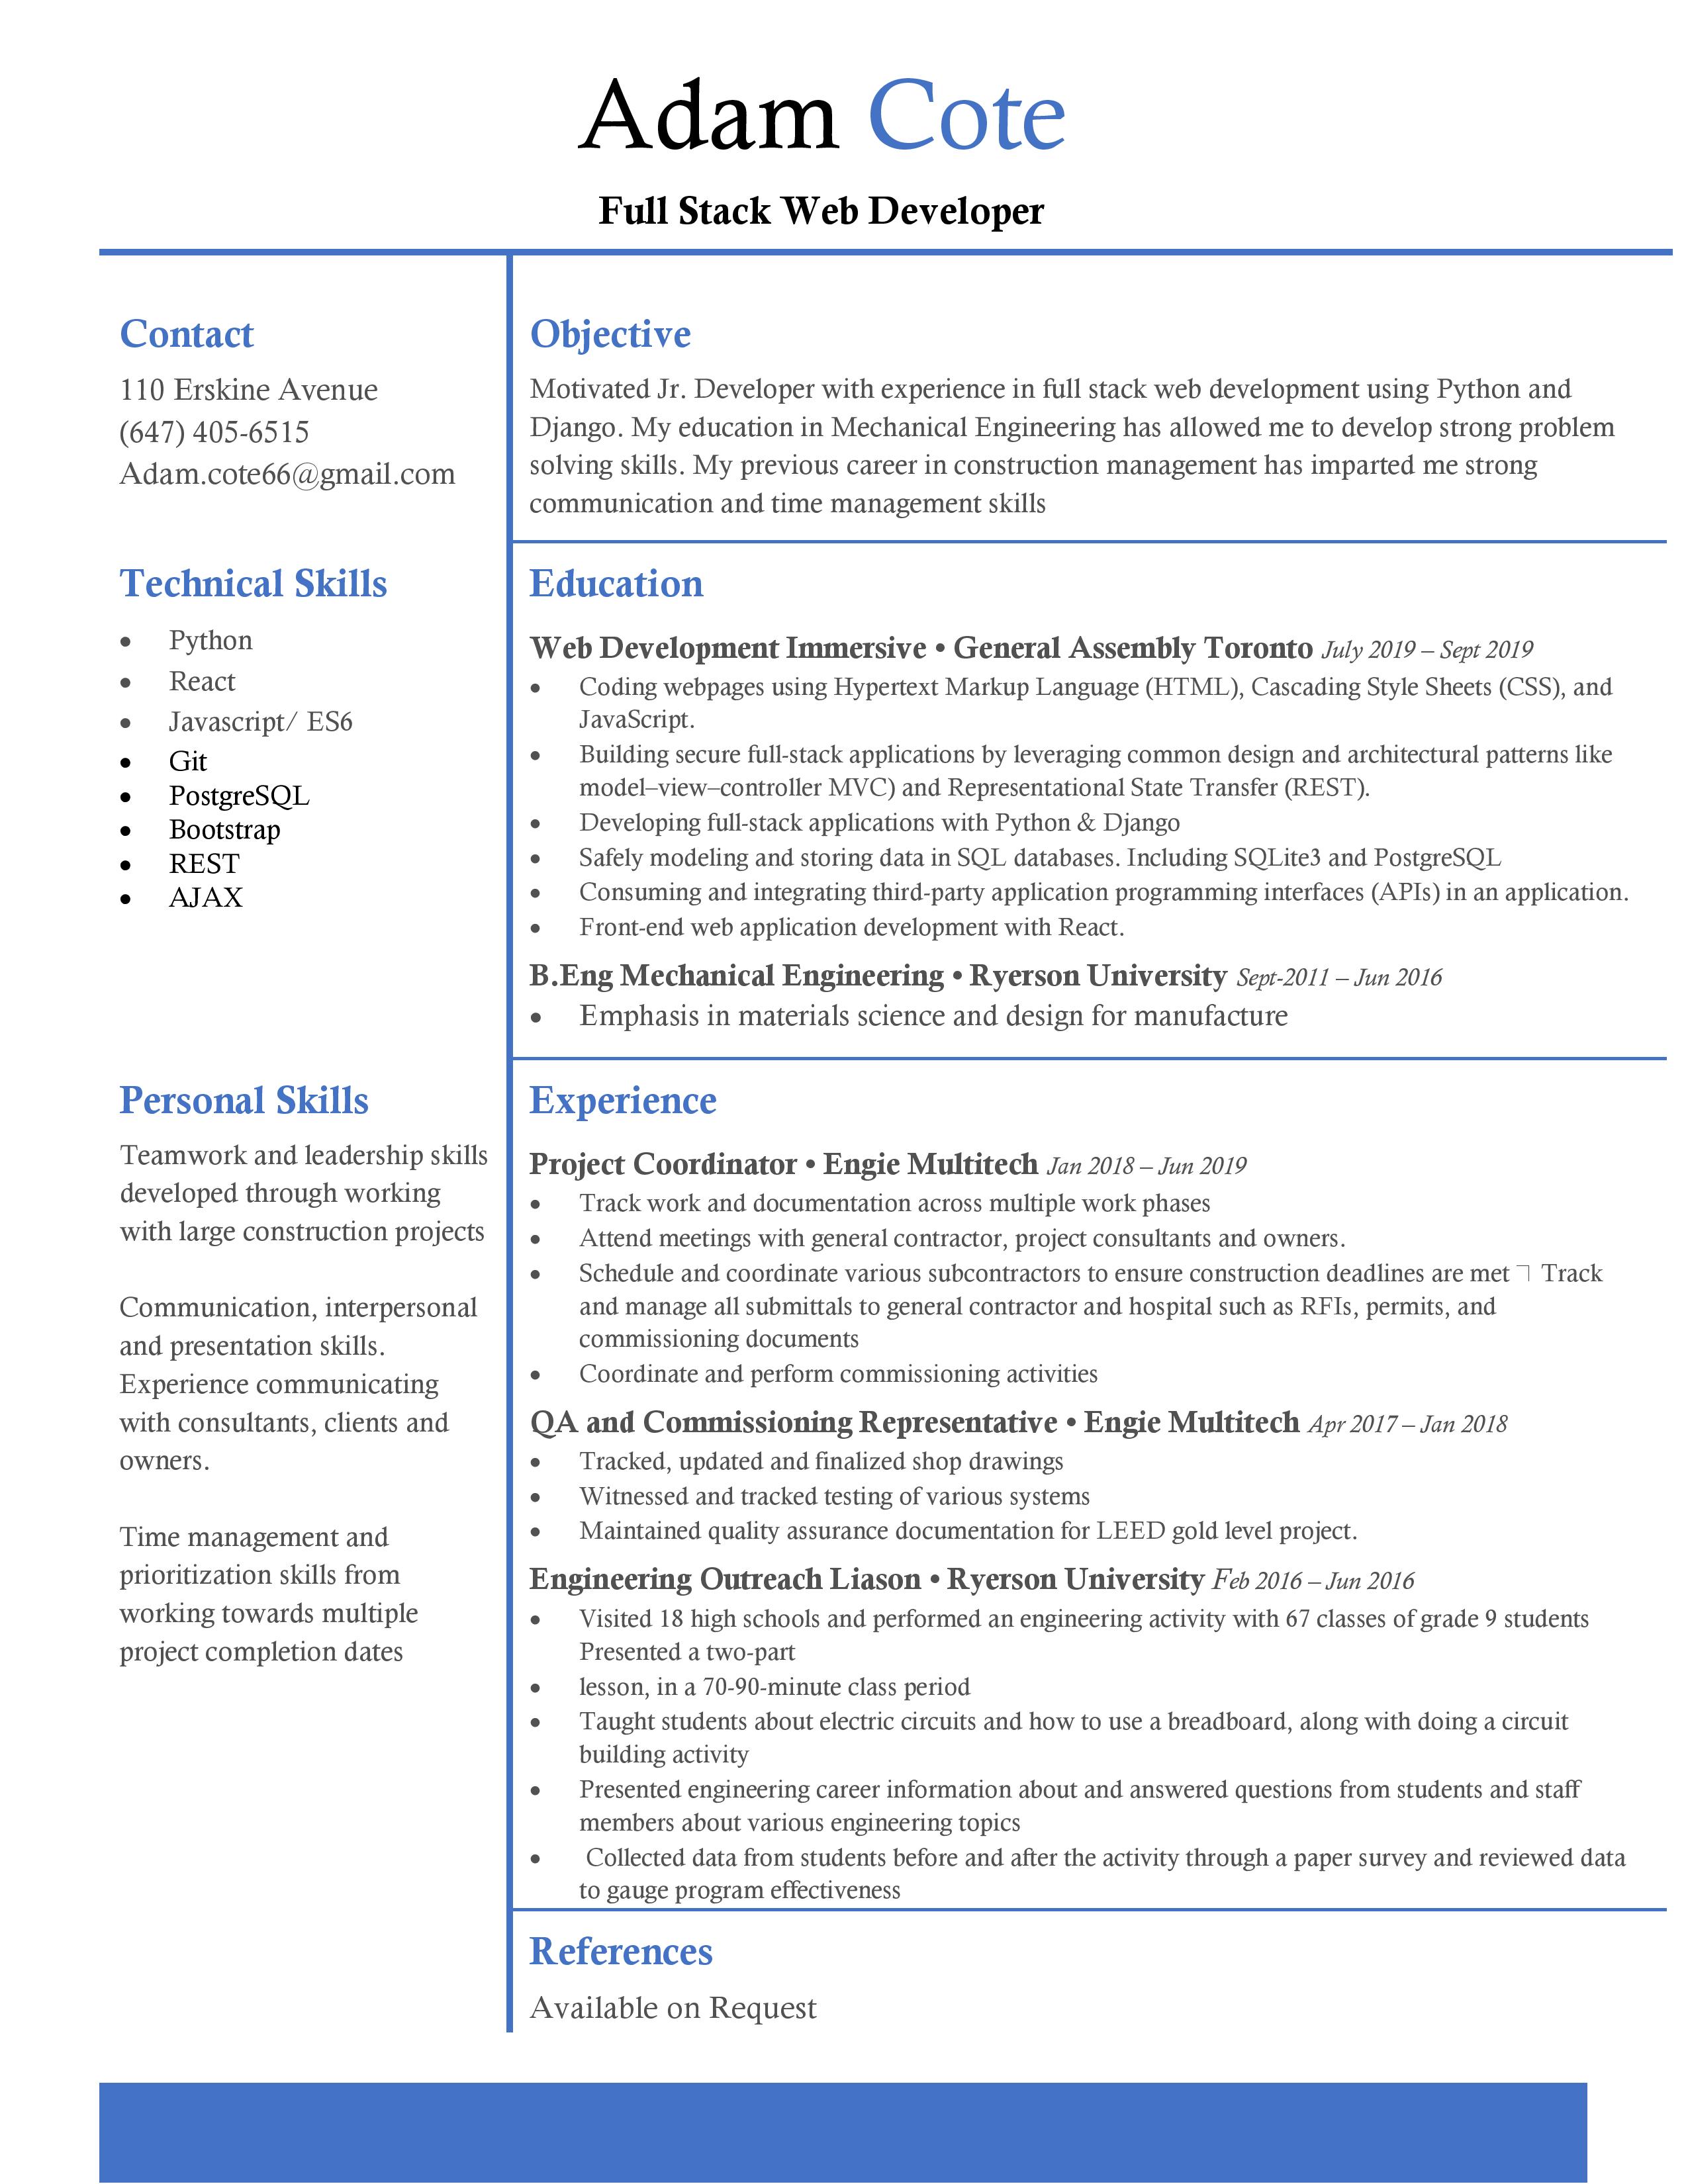 Adam Cote
Full Stack Web Developer
Contact
110 Erskine Avenue
(647) 405-6515
Adam.cote66@gmail.com
Technical Skills
• Python
• React
• Javascript/ ES6
• Git
• PostgreSQL
• Bootstrap
• REST
• AJAX
Personal Skills
Teamwork and leadership skills
developed through working
with large construction projects
Communication, interpersonal
and presentation skills.
Experience communicating
with consultants, clients and
owners.
Time management and
prioritization skills from
working towards multiple
project completion dates
Objective
Motivated Jr. Developer with experience in full stack web development using Python and
Django. My education in Mechanical Engineering has allowed me to develop strong problem
solving skills. My previous career in construction management has imparted me strong
communication and time management skills
Education
Web Development Immersive • General Assembly Toronto July 2019 – Sept 2019
• Coding webpages using Hypertext Markup Language (HTML), Cascading Style Sheets (CSS), and
JavaScript.
• Building secure full-stack applications by leveraging common design and architectural patterns like
model–view–controller MVC) and Representational State Transfer (REST).
• Developing full-stack applications with Python & Django
• Safely modeling and storing data in SQL databases. Including SQLite3 and PostgreSQL
• Consuming and integrating third-party application programming interfaces (APIs) in an application.
• Front-end web application development with React.
B.Eng Mechanical Engineering • Ryerson University Sept-2011 – Jun 2016
• Emphasis in materials science and design for manufacture
Experience
Project Coordinator • Engie Multitech Jan 2018 – Jun 2019
• Track work and documentation across multiple work phases
• Attend meetings with general contractor, project consultants and owners.
• Schedule and coordinate various subcontractors to ensure construction deadlines are met ⏋ Track
and manage all submittals to general contractor and hospital such as RFIs, permits, and
commissioning documents
• Coordinate and perform commissioning activities
QA and Commissioning Representative • Engie Multitech Apr 2017 – Jan 2018
• Tracked, updated and finalized shop drawings
• Witnessed and tracked testing of various systems
• Maintained quality assurance documentation for LEED gold level project.
Engineering Outreach Liason • Ryerson University Feb 2016 – Jun 2016
• Visited 18 high schools and performed an engineering activity with 67 classes of grade 9 students
Presented a two-part
• lesson, in a 70-90-minute class period
• Taught students about electric circuits and how to use a breadboard, along with doing a circuit
building activity
• Presented engineering career information about and answered questions from students and staff
members about various engineering topics
• Collected data from students before and after the activity through a paper survey and reviewed data
to gauge program effectiveness
References
Available on Request